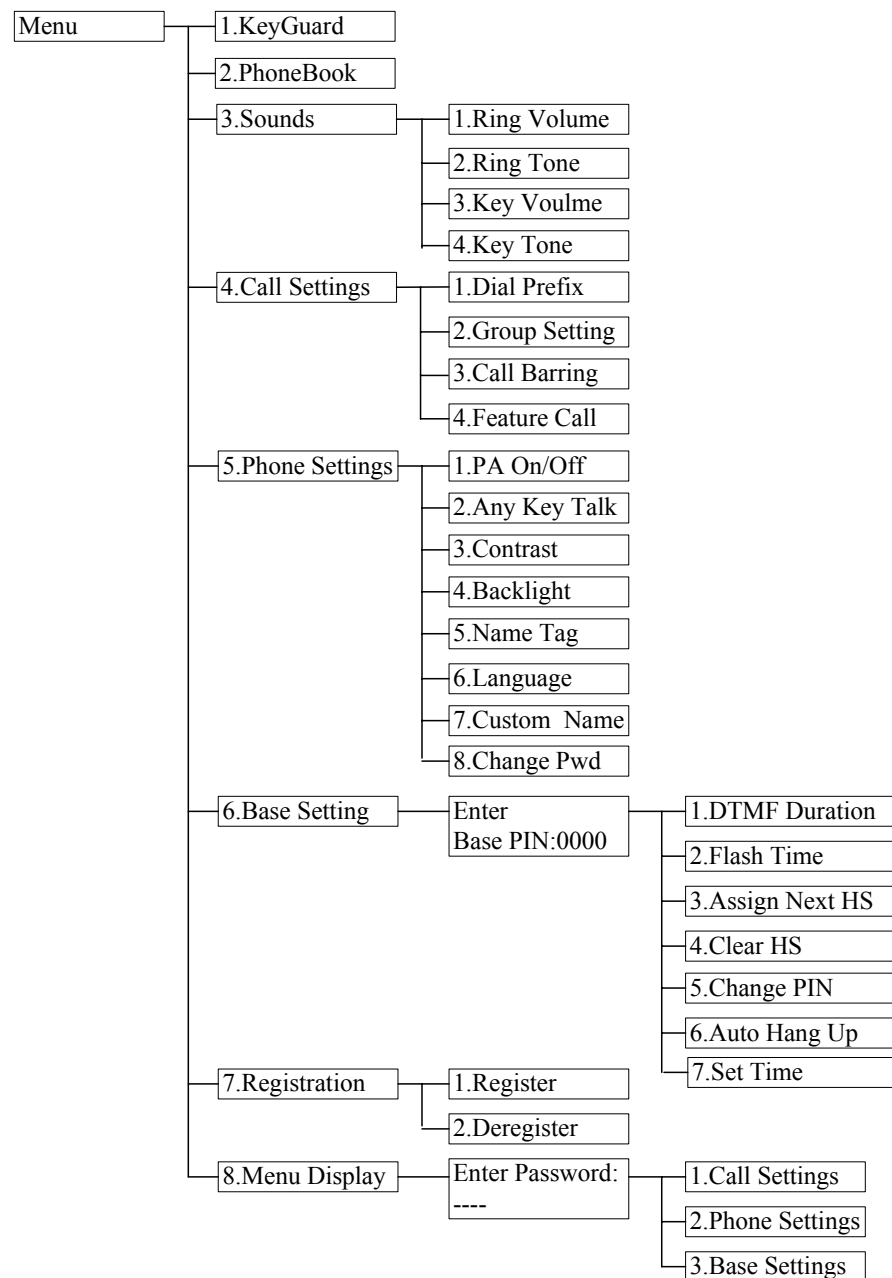 Menu
1.KeyGuard
2.PhoneBook
3.Sounds
1.Ring Volume
2.Ring Tone
3.Key Voulme
4.Key Tone
4.Call Settings
1.Dial Prefix
2.Group Setting
3.Call Barring
4.Feature Call
5.Phone Settings
1.PA On/Off
2.Any Key Talk
3.Contrast
4.Backlight
5.Name Tag
6.Language
7.Custom  Name
8.Change Pwd
6.Base Setting
Enter
Base PIN:0000
1.DTMF Duration
2.Flash Time
3.Assign Next HS
4.Clear HS
5.Change PIN
6.Auto Hang Up
7.Set Time
7.Registration
1.Register
2.Deregister
8.Menu Display
Enter Password:
----
1.Call Settings
2.Phone Settings
3.Base Settings